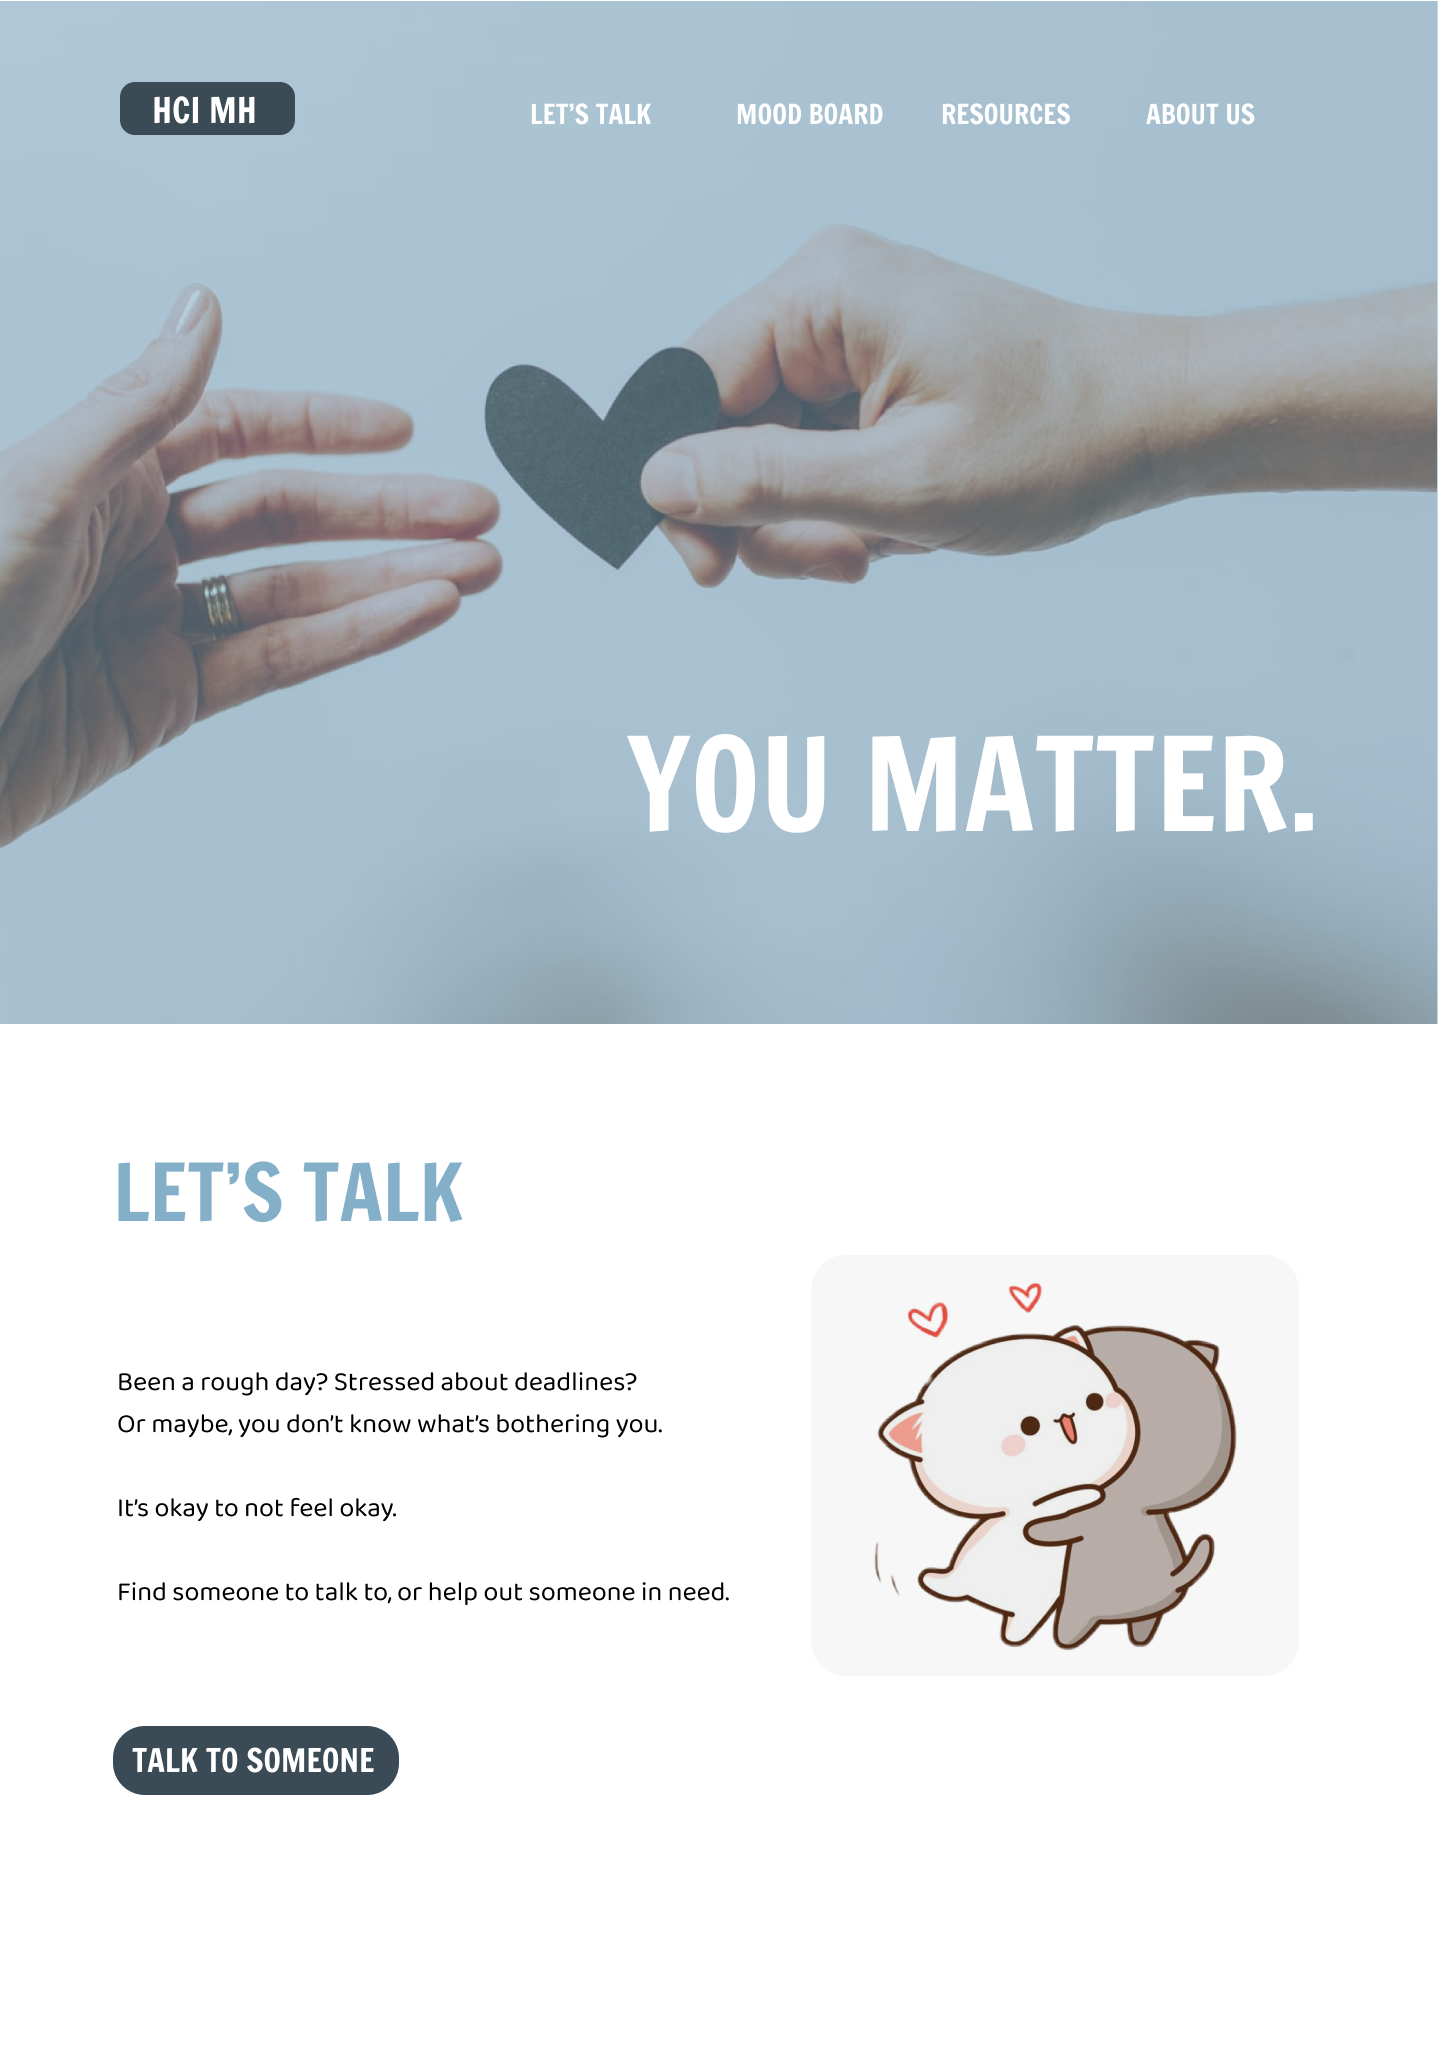 HCI MH
LET’S TALK
MOOD BOARD
RESOURCES
ABOUT US
YOU MATTER.
LET’S TALK
Been a rough day? Stressed about deadlines?
Or maybe, you don’t know what’s bothering you.
It’s okay to not feel okay.
Find someone to talk to, or help out someone in need.
TALK TO SOMEONE